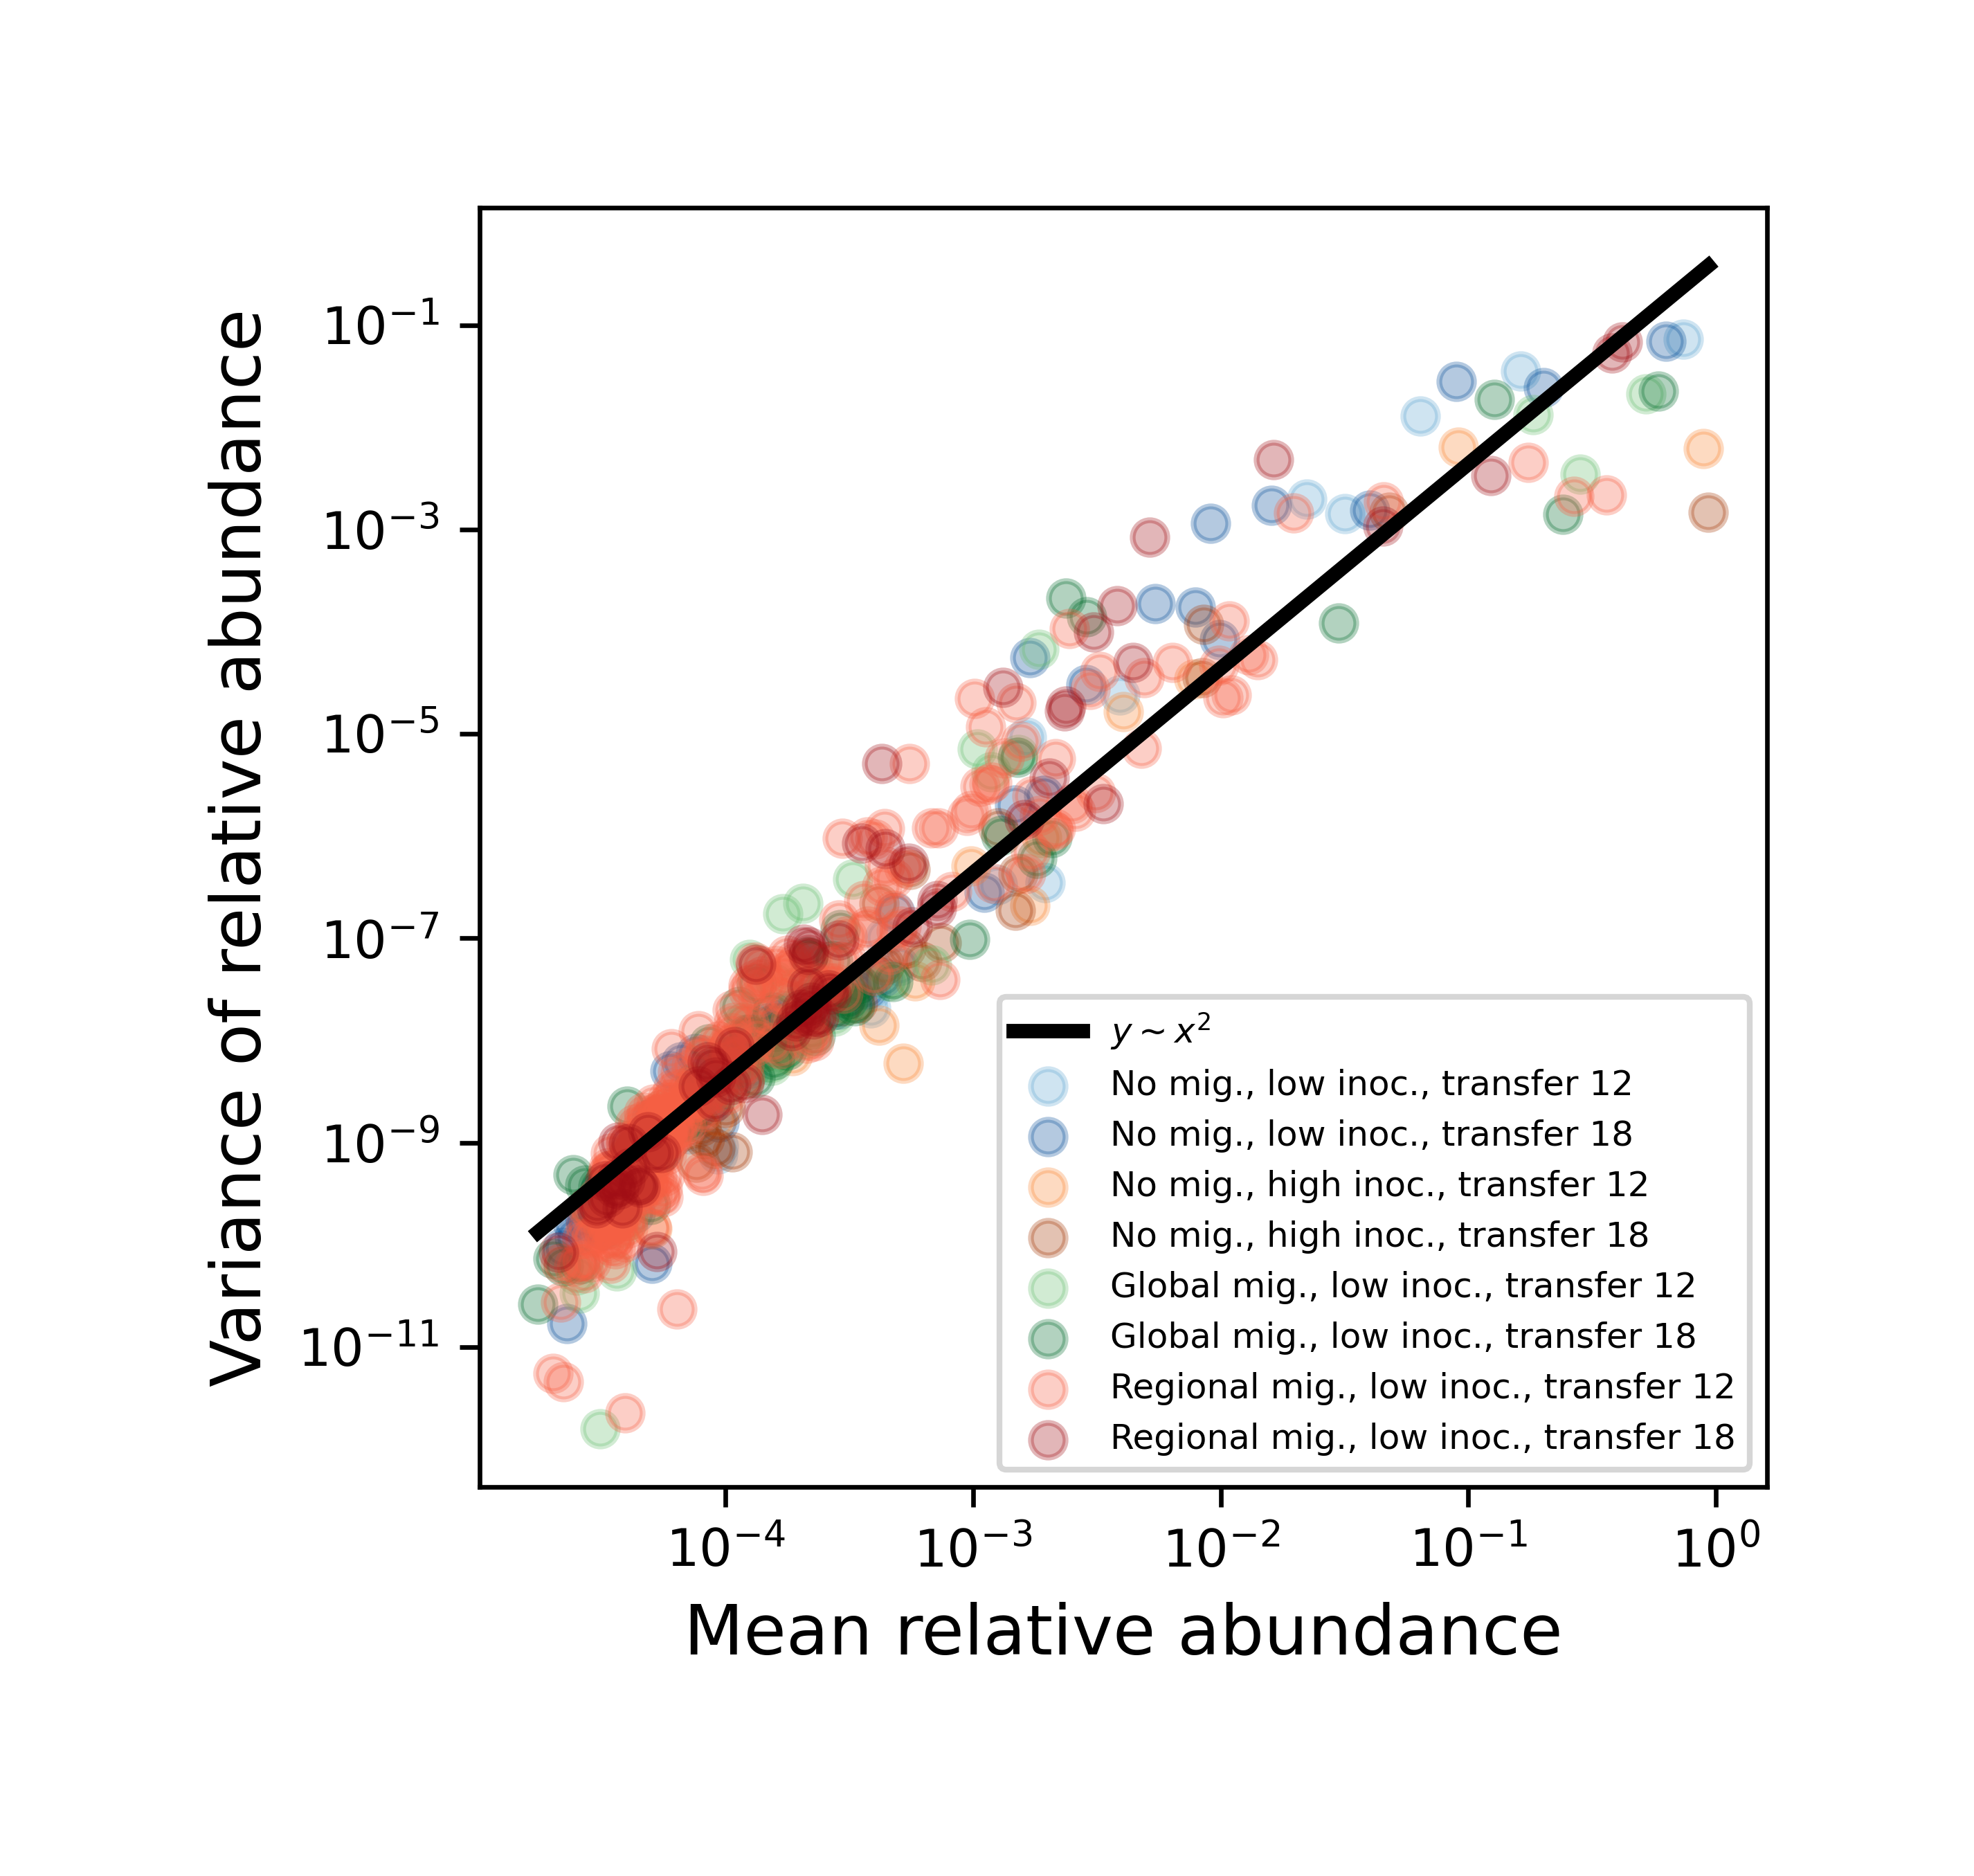 Variance of relative abundance
10⁻¹
10⁻³
10⁻⁵
10⁻⁷
10⁻⁹
10⁻¹¹
y ~ x²
No mig., low inoc., transfer 12
No mig., low inoc., transfer 18
No mig., high inoc., transfer 12
No mig., high inoc., transfer 18
Global mig., low inoc., transfer 12
Global mig., low inoc., transfer 18
Regional mig., low inoc., transfer 12
Regional mig., low inoc., transfer 18
10⁻⁴ 10⁻³ 10⁻² 10⁻¹ 10⁰
Mean relative abundance